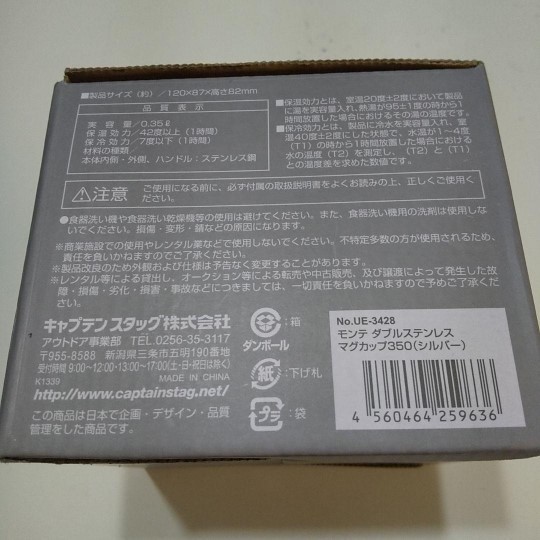 ■製品サイズ（約）／120×87×高さ82mm
品質表示
実容量／0.35ℓ
保温効力／42度以上（1時間）
保冷効力／7度以下（1時間）
材料の種類／
本体内側・外側、ハンドル：ステンレス鋼
■保温効力とは、室温20度±2度において製品
に湯を実容量入れ、熱湯が95±1度の時から1
時間放置した場合におけるその湯の温度です。
■保冷効力とは、製品に冷水を実容量入れ、室
温40度±2度にした状態で、水温が1〜4度
（T1）の時から1時間放置した場合における
水の温度（T2）を測定し、（T2）と（T1）
との温度差を求めた数値です。
⚠注意
ご使用になる前に、必ず付属の取扱説明書をよくお読みの上、正しくご使用ください。
●食器洗い機や食器洗い乾燥機等の使用は避けてください。また、食器洗い機用の洗剤は使用しな
いでください。損傷・変形・錆などの原因になります。
※商業施設での使用やレンタル業などで使用しないでください。不特定多数の方が使用されるため、
責任を負いかねますのでご了承ください。
※製品改良のため外観および仕様は予告なく変更することがあります。
※レンタル等による貸出し、オークション等による転売や中古販売、及び譲渡によって発生した故
障・損傷・劣化・損害・事故などにつきましては、一切責任を負いかねますので予めご了承ください。
キャプテンスタッグ株式会社
アウトドア事業部 TEL.0256-35-3117
〒955-8588 新潟県三条市五明190番地
受付時間 9:00〜12:00・13:00〜17:00（土・日・祝日は除く）
K1339 MADE IN CHINA
http://www.captainstag.net/
この商品は日本で企画・デザイン・品質
管理をした商品です。
：箱
ダンボール
紙
：下げ札
プラ
：袋
No.UE-3428
モンテ ダブルステンレス
マグカップ350（シルバー）
4 560464 259636